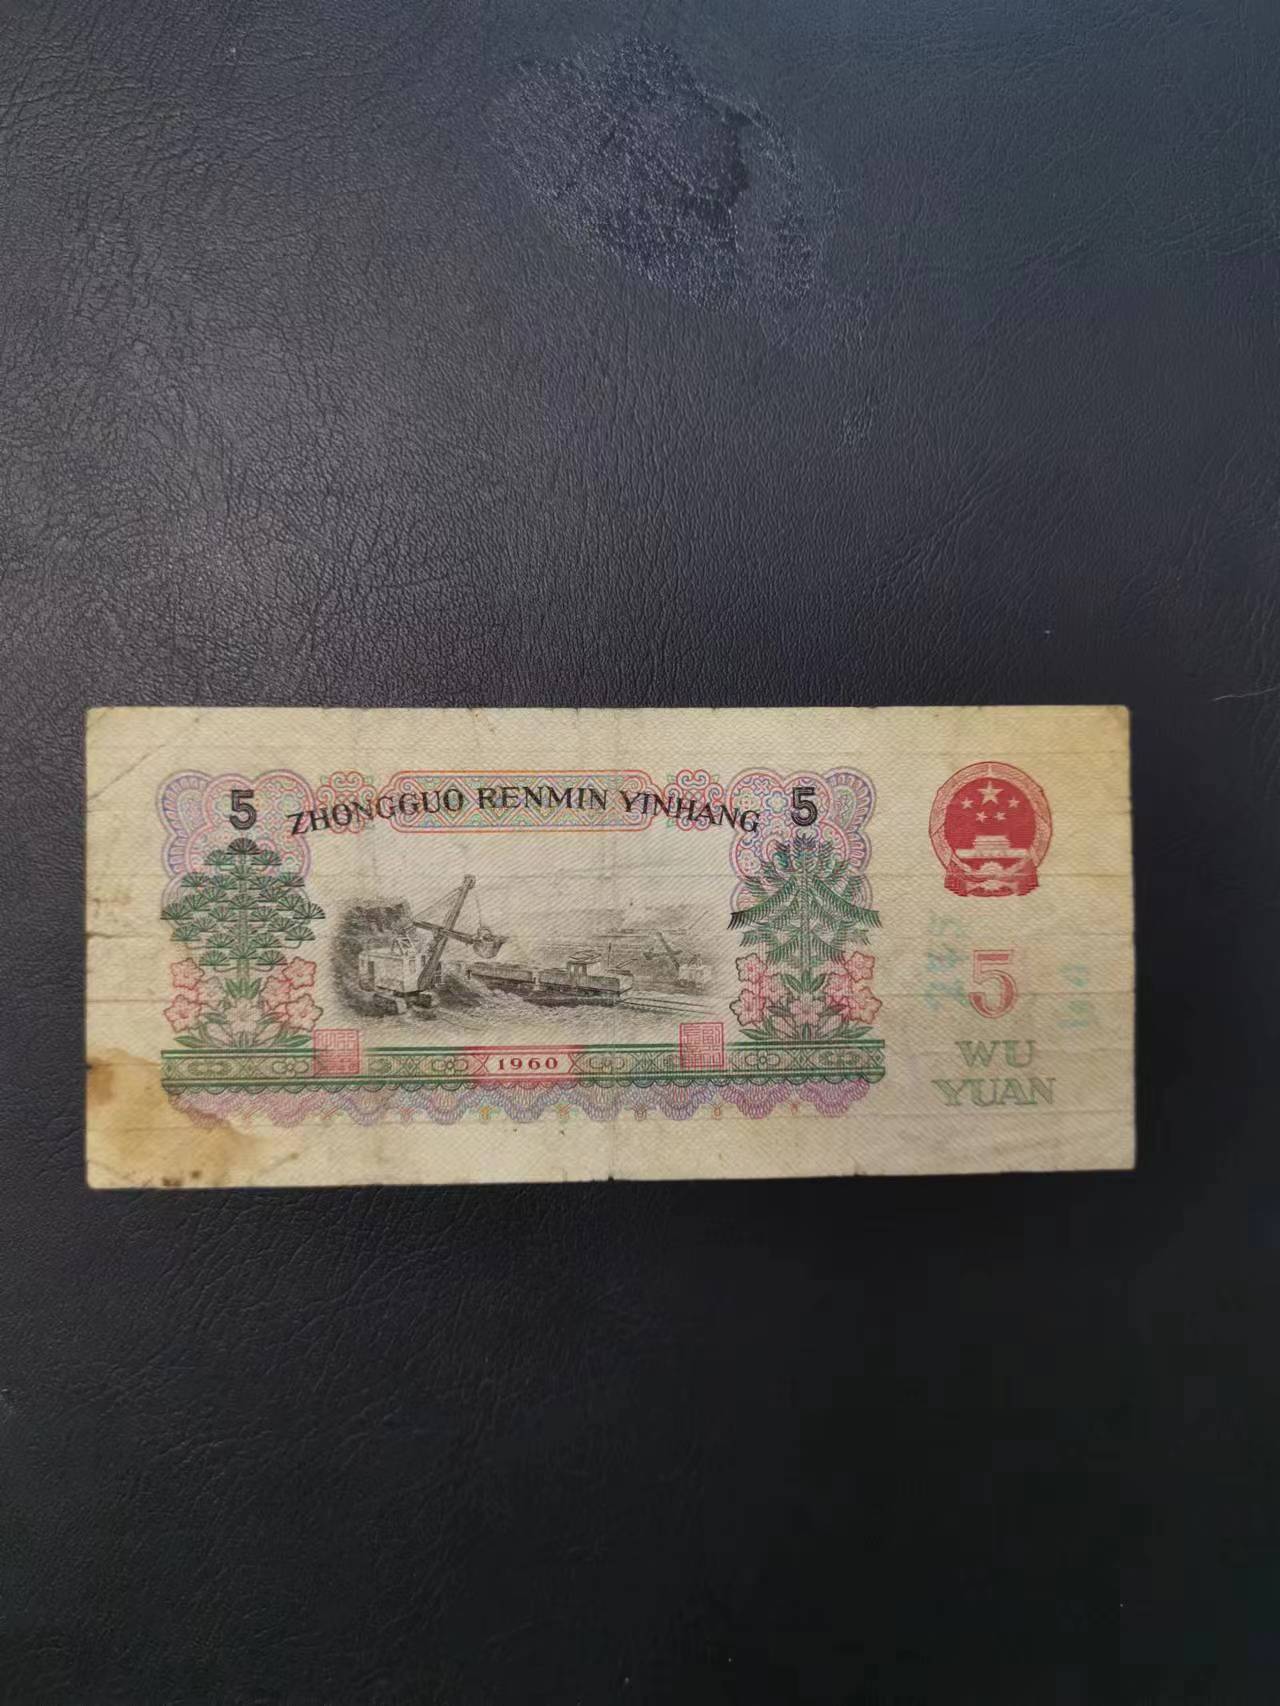 5 ZHONGGUO RENMIN YINHANG 5
5
WU
YUAN
1960